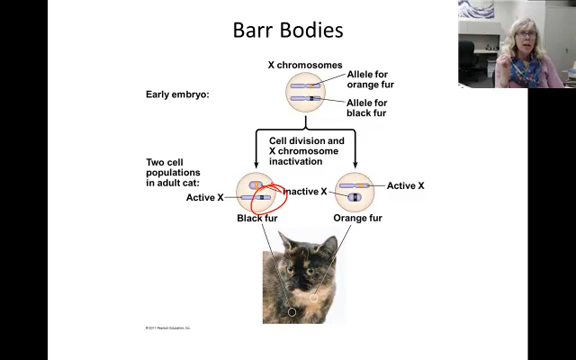 Barr Bodies
X chromosomes
Allele for
orange fur
Early embryo:
Allele for
black fur
Cell division and
X chromosome
inactivation
Two cell
populations
in adult cat:
Active X
Inactive X
Active X
Black fur
Orange fur
©2011 Pearson Education, Inc.